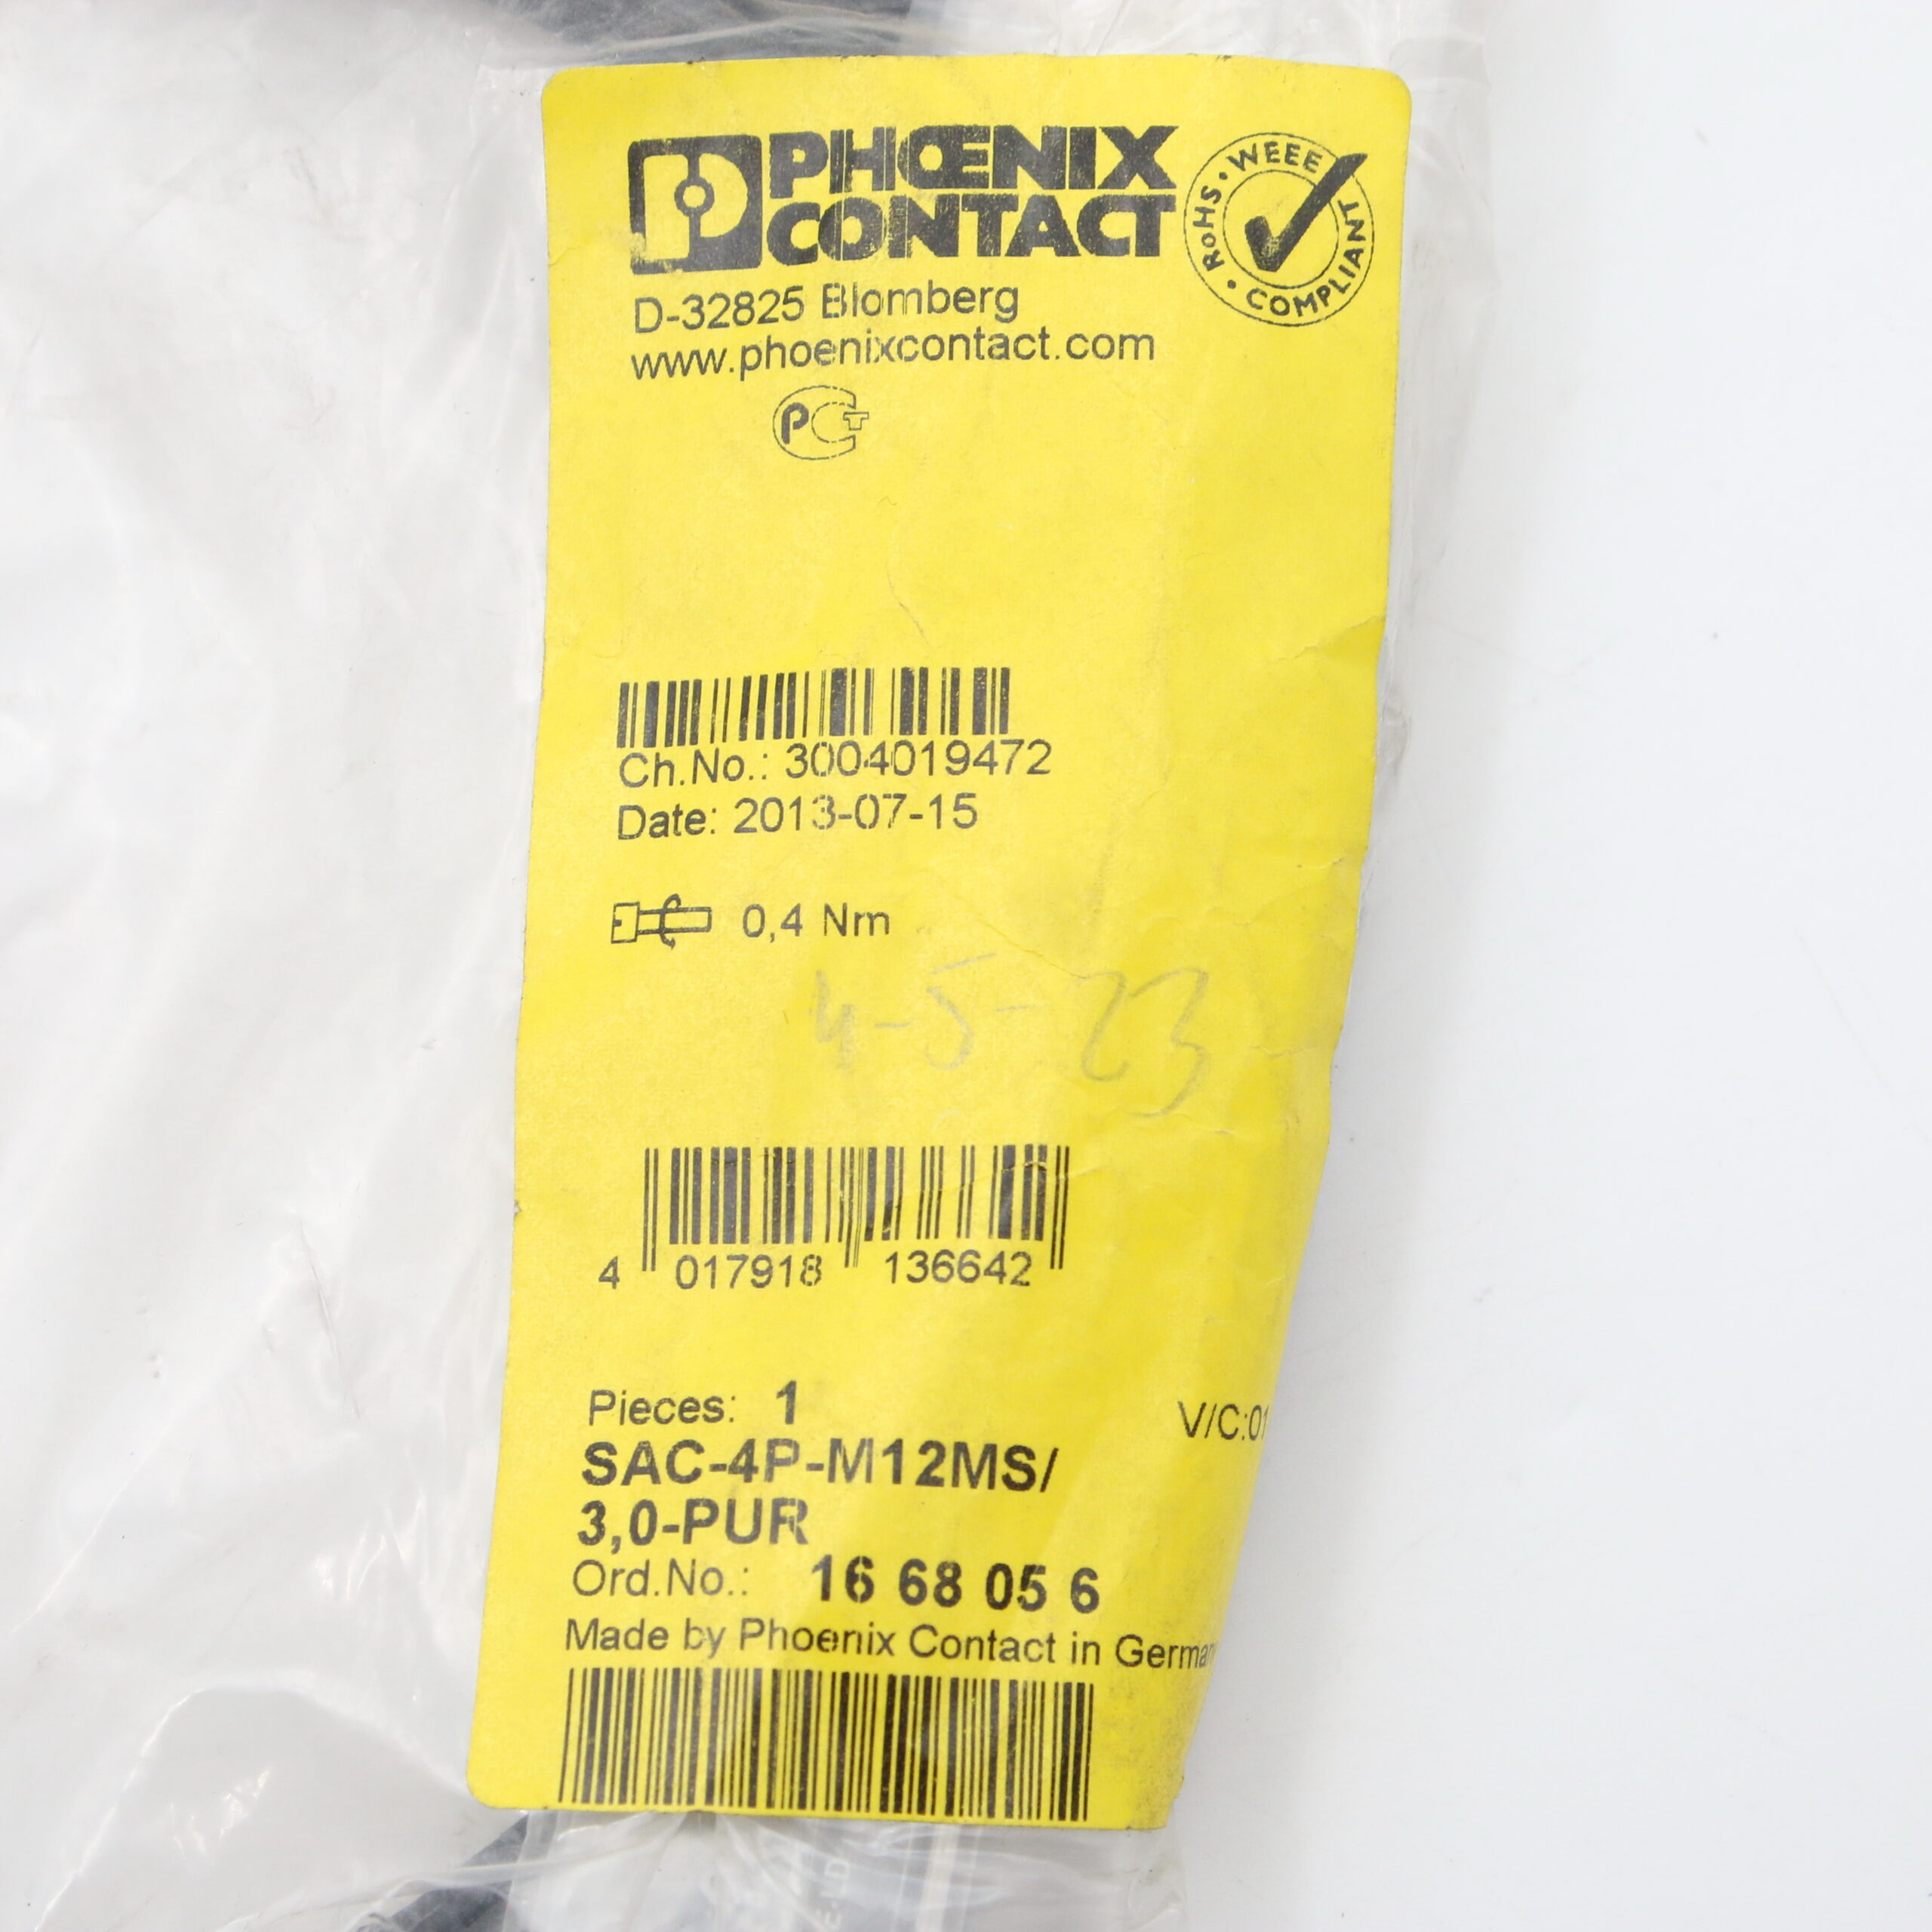 PHŒNIX
CONTACT
RoHS • WEEE
• COMPLIANT
D-32825 Blomberg
www.phoenixcontact.com
PCT
Ch.No.: 3004019472
Date: 2013-07-15
0,4 Nm
4-5-23
4 017918 136642
Pieces: 1
V/C:01
SAC-4P-M12MS/
3,0-PUR
Ord.No.: 16 68 05 6
Made by Phoenix Contact in German